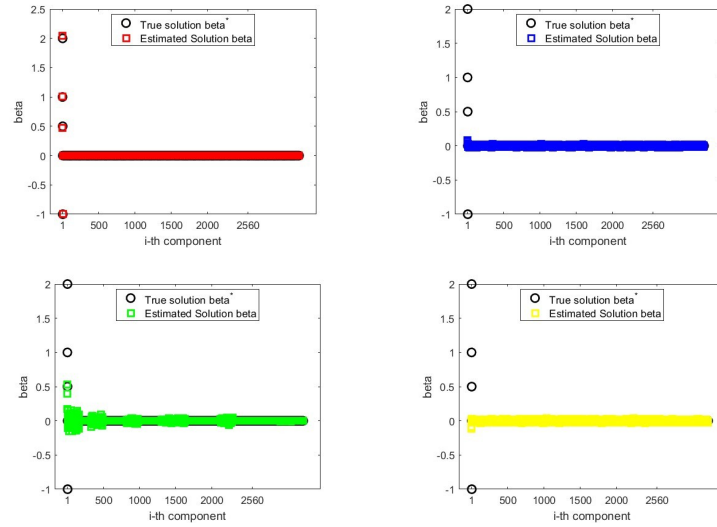 2.5
2
1.5
1
0.5
0
-0.5
-1
beta
1 500 1000 1500 2000 2560
i-th component
True solution beta*
Estimated Solution beta
2
1.5
1
0.5
0
-0.5
-1
beta
1 500 1000 1500 2000 2560
i-th component
True solution beta*
Estimated Solution beta
2
1.5
1
0.5
0
-0.5
-1
beta
1 500 1000 1500 2000 2560
i-th component
True solution beta*
Estimated Solution beta
2
1.5
1
0.5
0
-0.5
-1
beta
1 500 1000 1500 2000 2560
i-th component
True solution beta*
Estimated Solution beta